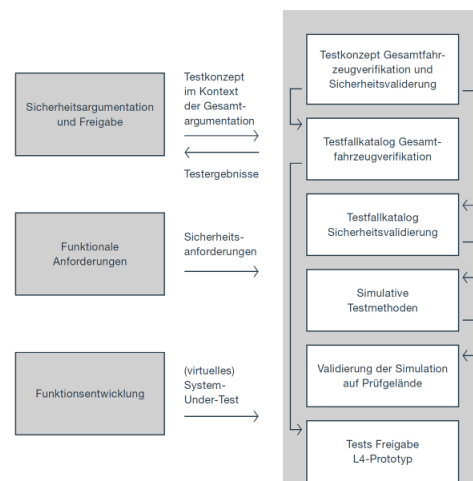 Sicherheitsargumentation
und Freigabe
Testkonzept
im Kontext
der Gesamt-
argumentation
Testergebnisse
Funktionale
Anforderungen
Sicherheits-
anforderungen
Funktionsentwicklung
(virtuelles)
System-
Under-Test
Testkonzept Gesamtfahr-
zeugverifikation und
Sicherheitsvaliderung
Testfallkatalog Gesamt-
fahrzeugverifikation
Testfallkatalog
Sicherheitsvalidierung
Simulative
Testmethoden
Validierung der Simulation
auf Prüfgelände
Tests Freigabe
L4-Prototyp